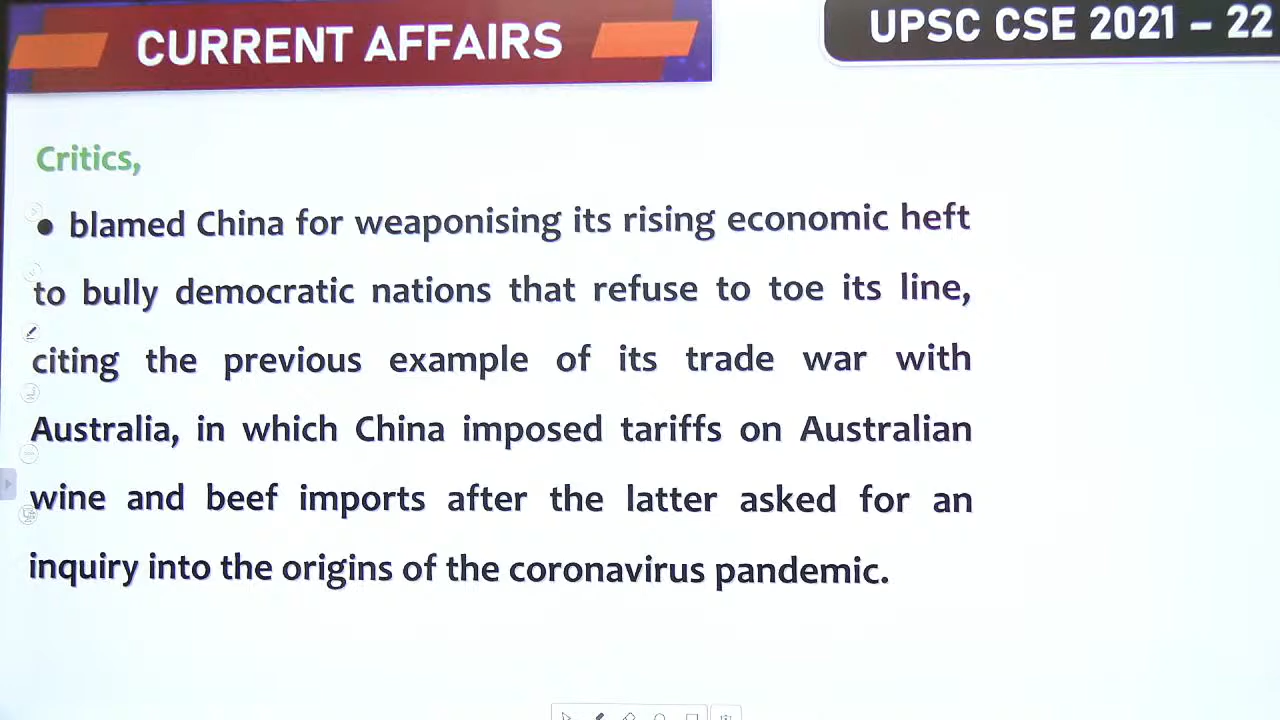 CURRENT AFFAIRS
UPSC CSE 2021 – 22
Critics,
• blamed China for weaponising its rising economic heft
to bully democratic nations that refuse to toe its line,
citing the previous example of its trade war with
Australia, in which China imposed tariffs on Australian
wine and beef imports after the latter asked for an
inquiry into the origins of the coronavirus pandemic.